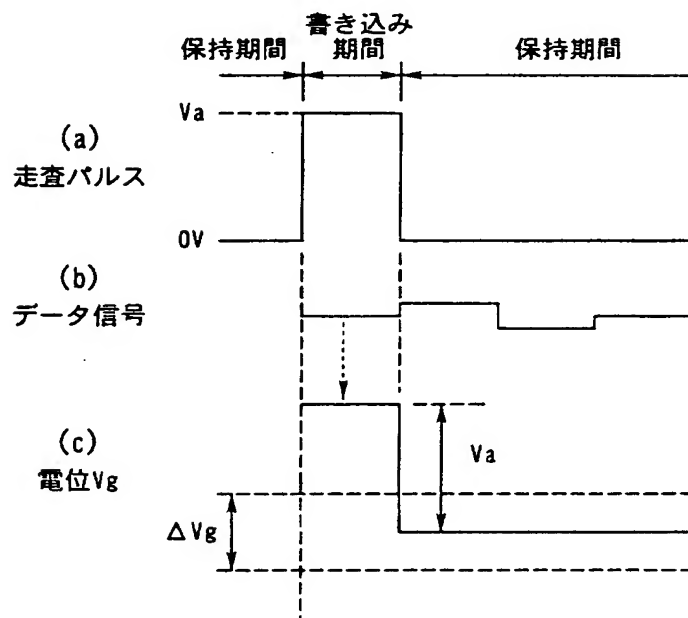 書き込み
保持期間 期間 保持期間
Va
(a)
走査パルス
0V
(b)
データ信号
(c)
電位Vg
Va
ΔVg